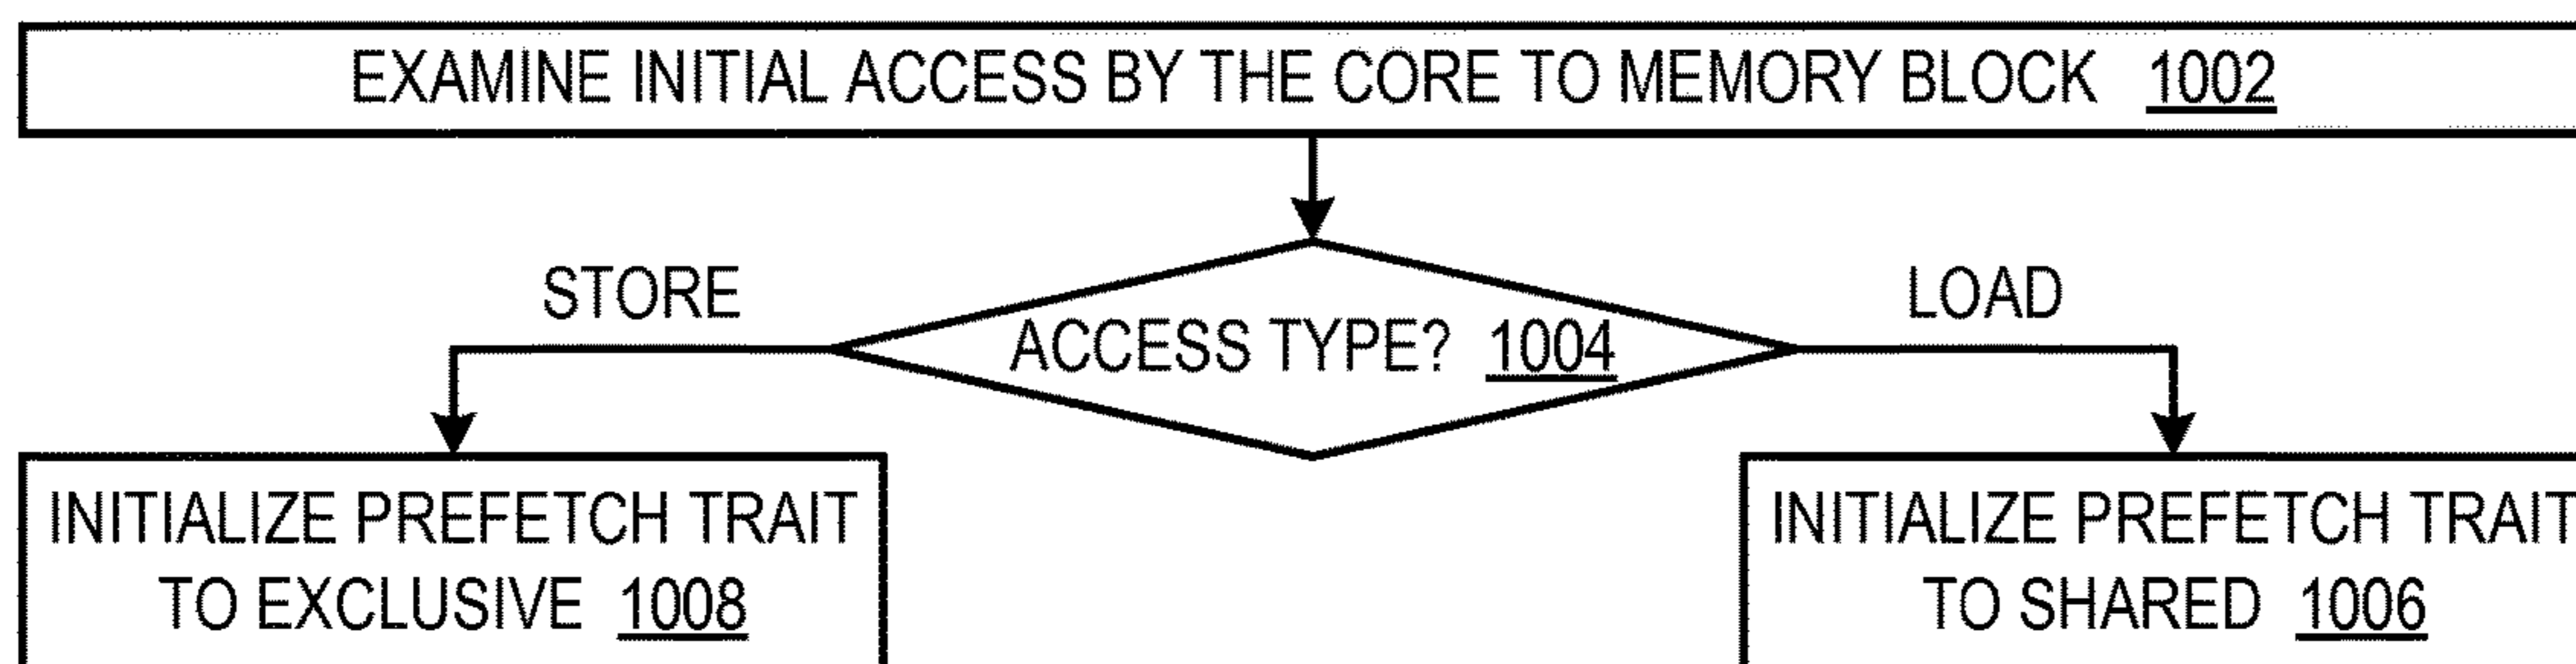 EXAMINE INITIAL ACCESS BY THE CORE TO MEMORY BLOCK 1002
STORE
ACCESS TYPE? 1004
LOAD
INITIALIZE PREFETCH TRAIT
TO EXCLUSIVE 1008
INITIALIZE PREFETCH TRAIT
TO SHARED 1006